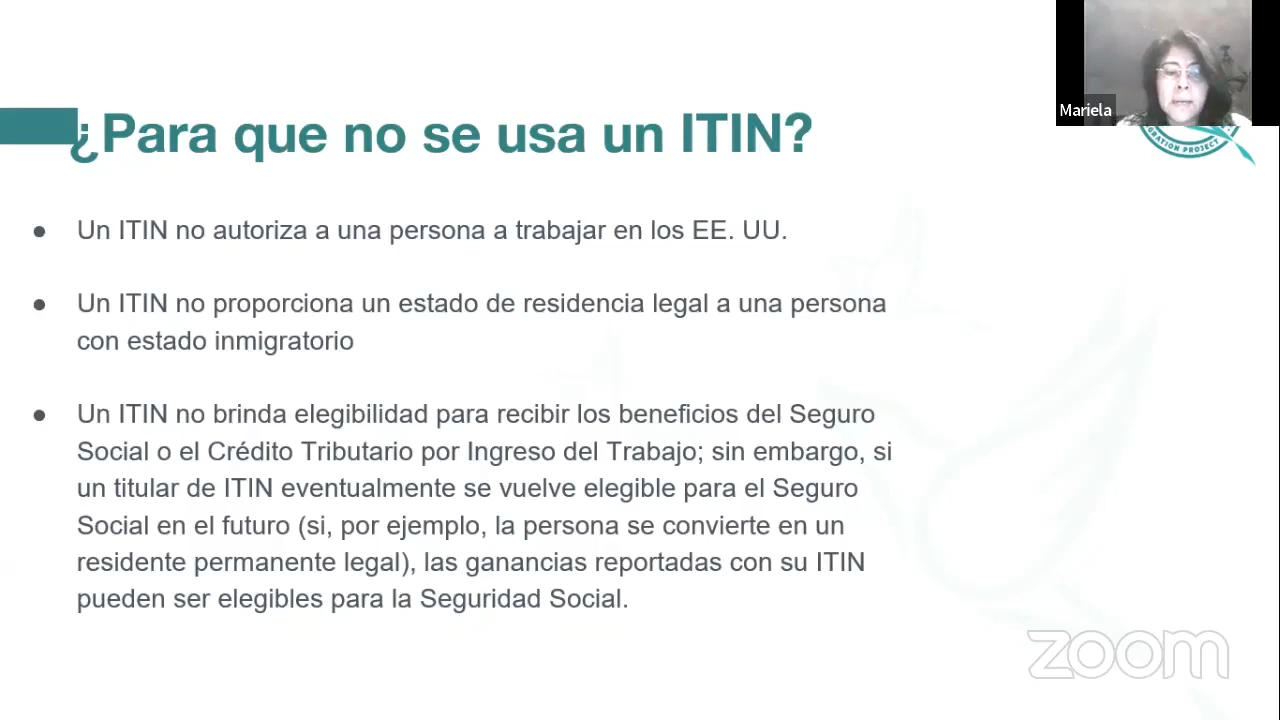 ¿Para que no se usa un ITIN?
Mariela
GRATION PROJECT
● Un ITIN no autoriza a una persona a trabajar en los EE. UU.
● Un ITIN no proporciona un estado de residencia legal a una persona
con estado inmigratorio
● Un ITIN no brinda elegibilidad para recibir los beneficios del Seguro
Social o el Crédito Tributario por Ingreso del Trabajo; sin embargo, si
un titular de ITIN eventualmente se vuelve elegible para el Seguro
Social en el futuro (si, por ejemplo, la persona se convierte en un
residente permanente legal), las ganancias reportadas con su ITIN
pueden ser elegibles para la Seguridad Social.
zoom